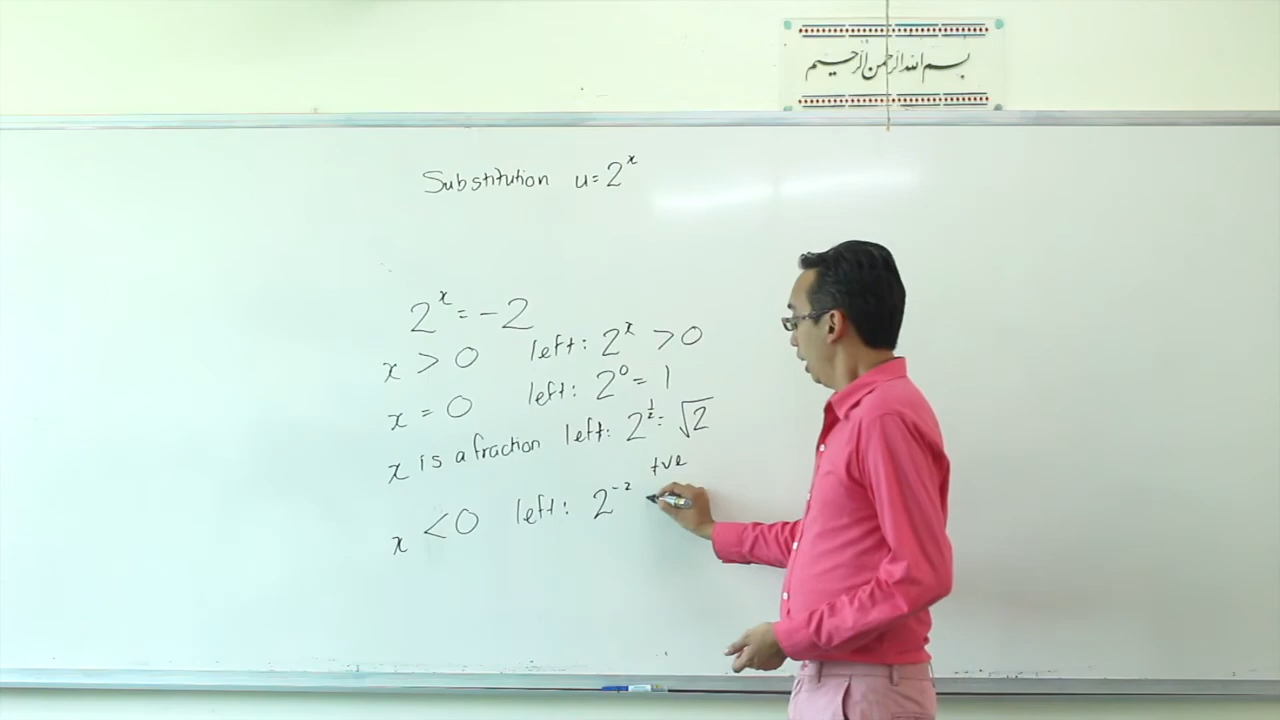 بسم الله الرحمن الرحيم
Substitution u = 2^x
2^x = -2
x > 0 left: 2^x > 0
x = 0 left: 2^0 = 1
x is a fraction left: 2^{1/2} = √2
+ve
x < 0 left: 2^{-2}